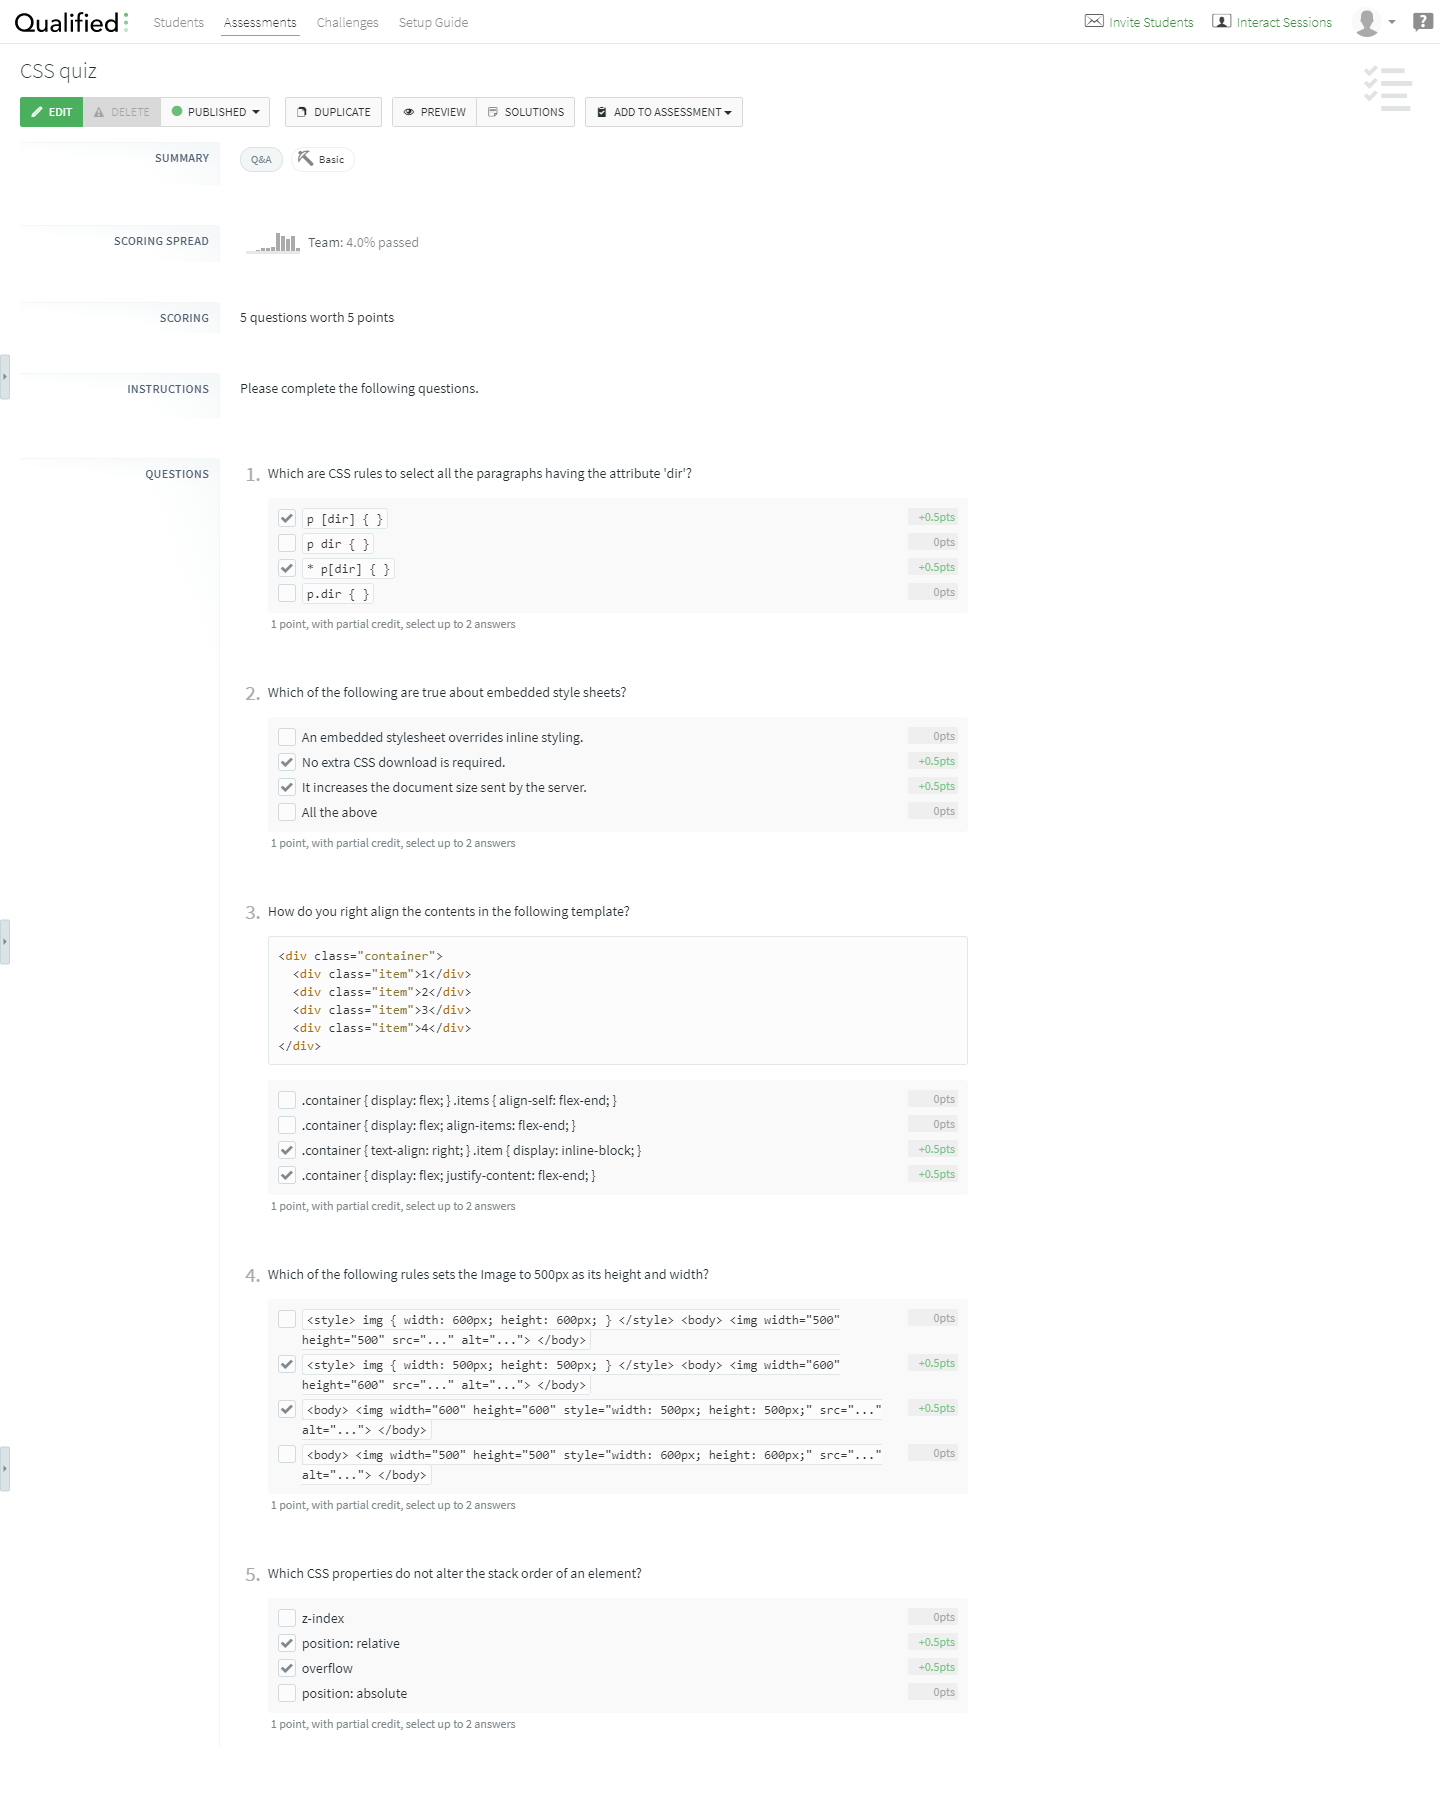 Qualified Students Assessments Challenges Setup Guide Invite Students Interact Sessions ?
CSS quiz
EDIT DELETE PUBLISHED DUPLICATE PREVIEW SOLUTIONS ADD TO ASSESSMENT
SUMMARY Q&A Basic
SCORING SPREAD Team: 4.0% passed
SCORING 5 questions worth 5 points
INSTRUCTIONS Please complete the following questions.
QUESTIONS 1. Which are CSS rules to select all the paragraphs having the attribute 'dir'?
p [dir] { } +0.5pts
p dir { } 0pts
* p[dir] { } +0.5pts
p.dir { } 0pts
1 point, with partial credit, select up to 2 answers
2. Which of the following are true about embedded style sheets?
An embedded stylesheet overrides inline styling. 0pts
No extra CSS download is required. +0.5pts
It increases the document size sent by the server. +0.5pts
All the above 0pts
1 point, with partial credit, select up to 2 answers
3. How do you right align the contents in the following template?
<div class="container">
<div class="item">1</div>
<div class="item">2</div>
<div class="item">3</div>
<div class="item">4</div>
</div>
.container { display: flex; } .items { align-self: flex-end; } 0pts
.container { display: flex; align-items: flex-end; } 0pts
.container { text-align: right; } .item { display: inline-block; } +0.5pts
.container { display: flex; justify-content: flex-end; } +0.5pts
1 point, with partial credit, select up to 2 answers
4. Which of the following rules sets the Image to 500px as its height and width?
<style> img { width: 600px; height: 600px; } </style> <body> <img width="500" 0pts
height="500" src="..." alt="..."> </body>
<style> img { width: 500px; height: 500px; } </style> <body> <img width="600" +0.5pts
height="600" src="..." alt="..."> </body>
<body> <img width="600" height="600" style="width: 500px; height: 500px;" src="..." +0.5pts
alt="..."> </body>
<body> <img width="500" height="500" style="width: 600px; height: 600px;" src="..." 0pts
alt="..."> </body>
1 point, with partial credit, select up to 2 answers
5. Which CSS properties do not alter the stack order of an element?
z-index 0pts
position: relative +0.5pts
overflow +0.5pts
position: absolute 0pts
1 point, with partial credit, select up to 2 answers